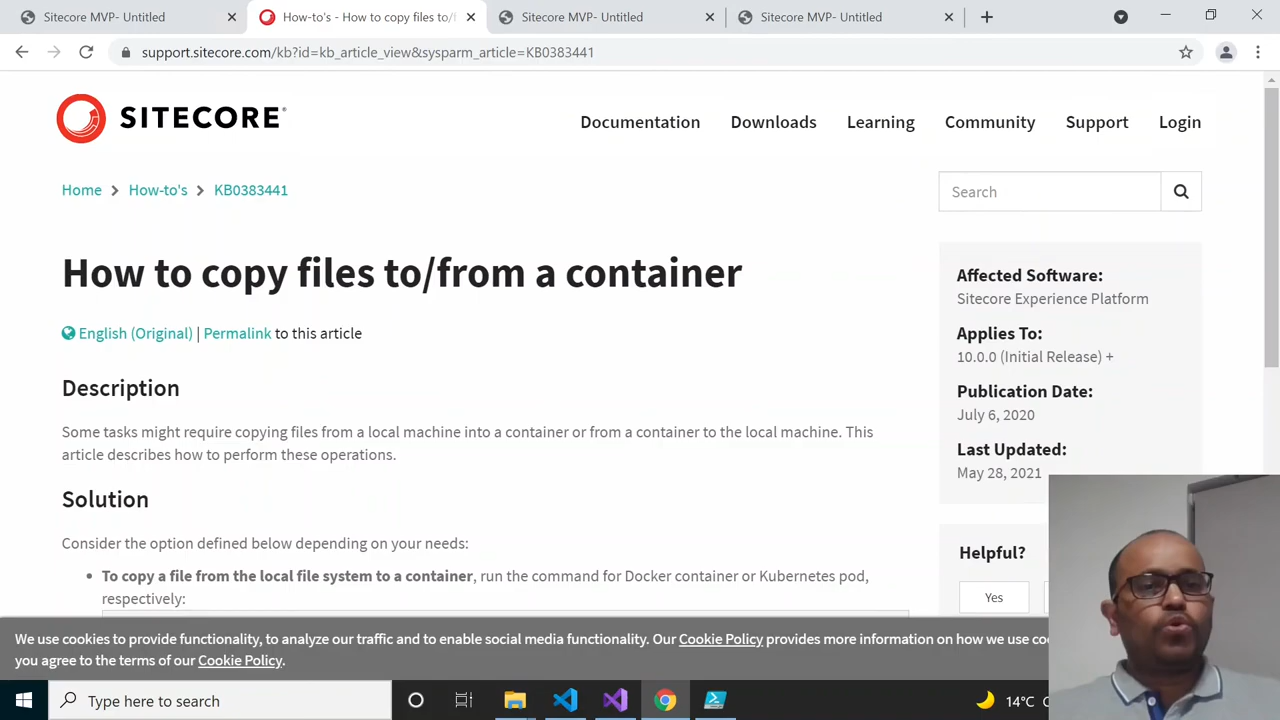 Sitecore MVP- Untitled
How-to's - How to copy files to/f
Sitecore MVP- Untitled
Sitecore MVP- Untitled
support.sitecore.com/kb?id=kb_article_view&sysparm_article=KB0383441
SITECORE
Documentation Downloads Learning Community Support Login
Home > How-to's > KB0383441
Search
How to copy files to/from a container
English (Original) | Permalink to this article
Affected Software:
Sitecore Experience Platform
Applies To:
10.0.0 (Initial Release) +
Publication Date:
July 6, 2020
Last Updated:
May 28, 2021
Description
Some tasks might require copying files from a local machine into a container or from a container to the local machine. This
article describes how to perform these operations.
Solution
Consider the option defined below depending on your needs:
• To copy a file from the local file system to a container, run the command for Docker container or Kubernetes pod,
respectively:
Helpful?
Yes
We use cookies to provide functionality, to analyze our traffic and to enable social media functionality. Our Cookie Policy provides more information on how we use coo
you agree to the terms of our Cookie Policy.
Type here to search
14°C